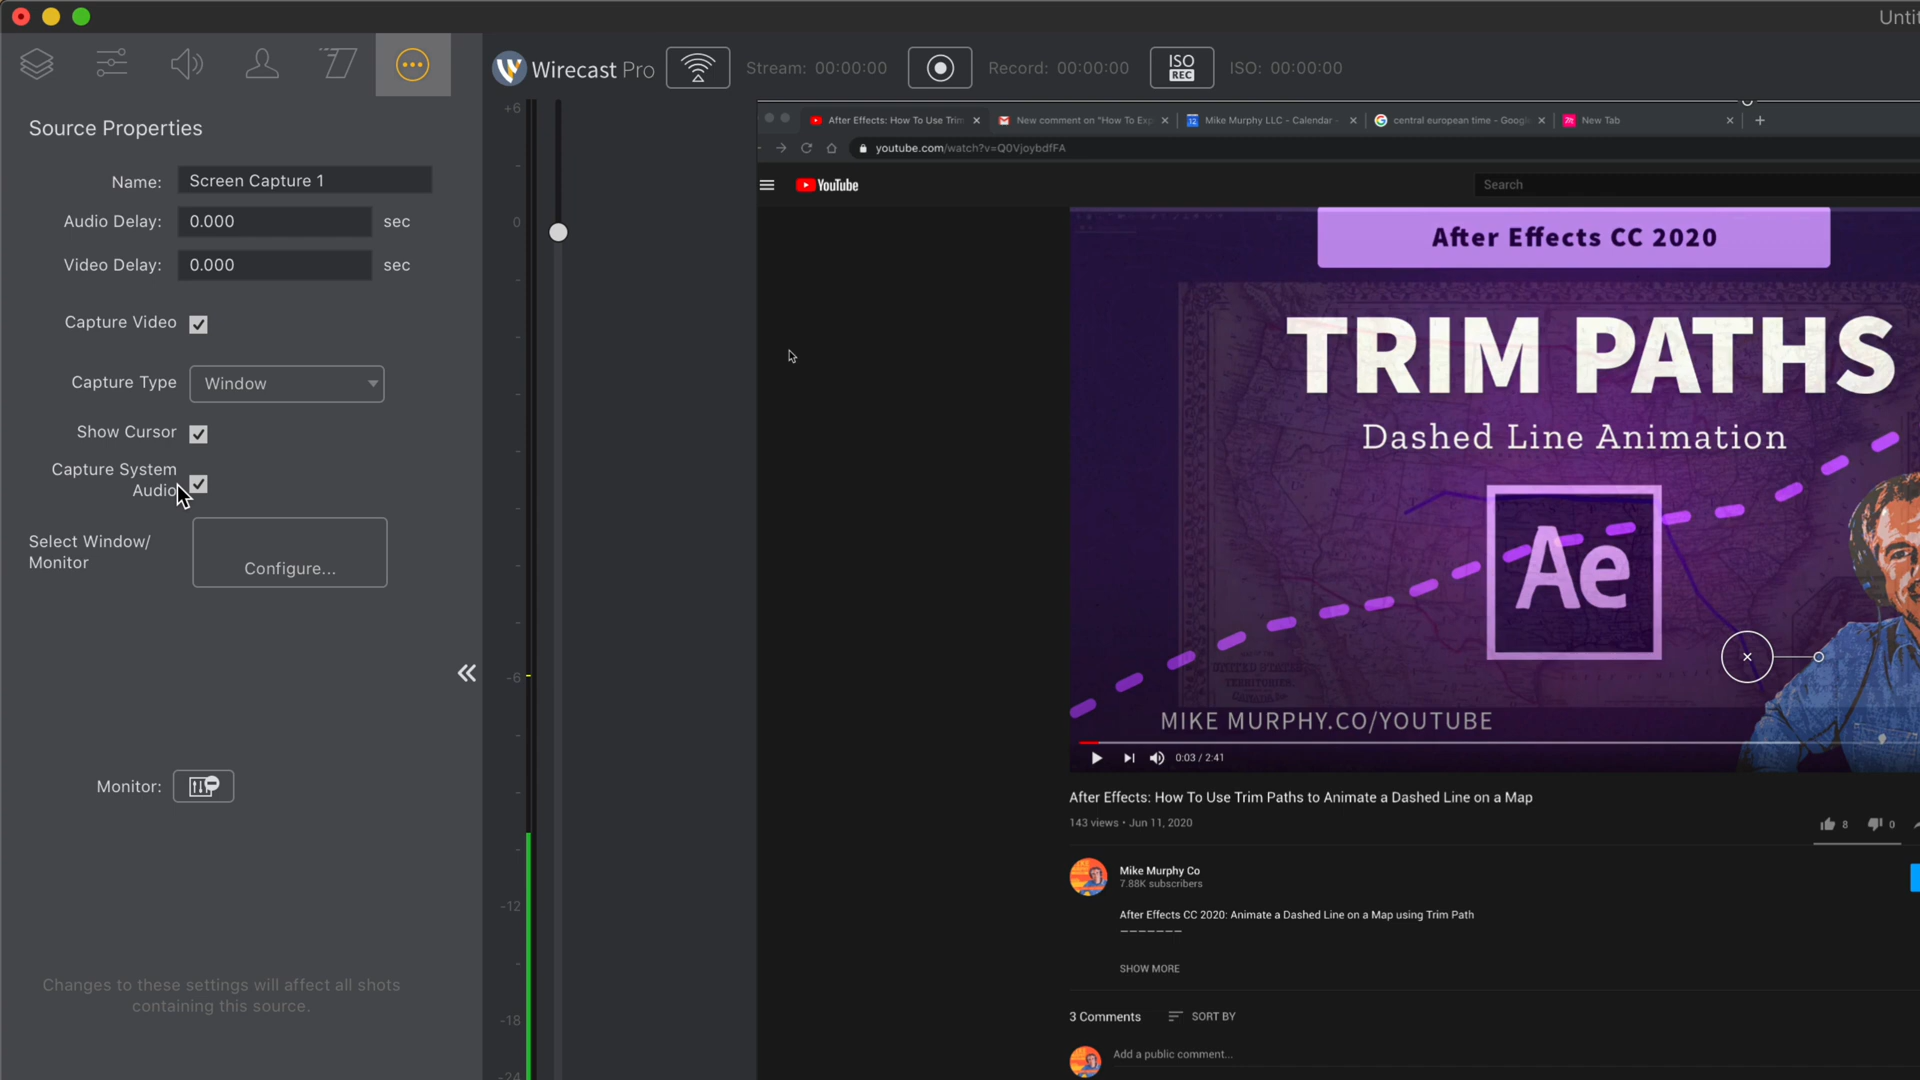 Wirecast Pro
Stream: 00:00:00
ISO
REC
Record: 00:00:00
ISO: 00:00:00
Source Properties
Name: Screen Capture 1
Audio Delay: 0.000 sec
Video Delay: 0.000 sec
Capture Video
Capture Type Window
Show Cursor
Capture System
Audio
Select Window/
Monitor
Configure...
Monitor:
Changes to these settings will affect all shots
containing this source.
+6
0
-6
-12
-18
-24
After Effects: How To Use Trim
New comment on "How To Exp
Mike Murphy LLC - Calendar -
central european time - Goog
New Tab
youtube.com/watch?v=Q0VjoybdfFA
YouTube
Search
After Effects CC 2020
TRIM PATHS
Dashed Line Animation
Ae
UNITED STATES
TERRITORIES.
MIKE MURPHY.CO/YOUTUBE
0:03 / 2:41
After Effects: How To Use Trim Paths to Animate a Dashed Line on a Map
143 views • Jun 11, 2020
8
0
Mike Murphy Co
7.88K subscribers
After Effects CC 2020: Animate a Dashed Line on a Map using Trim Path
———————
SHOW MORE
3 Comments
SORT BY
Add a public comment...